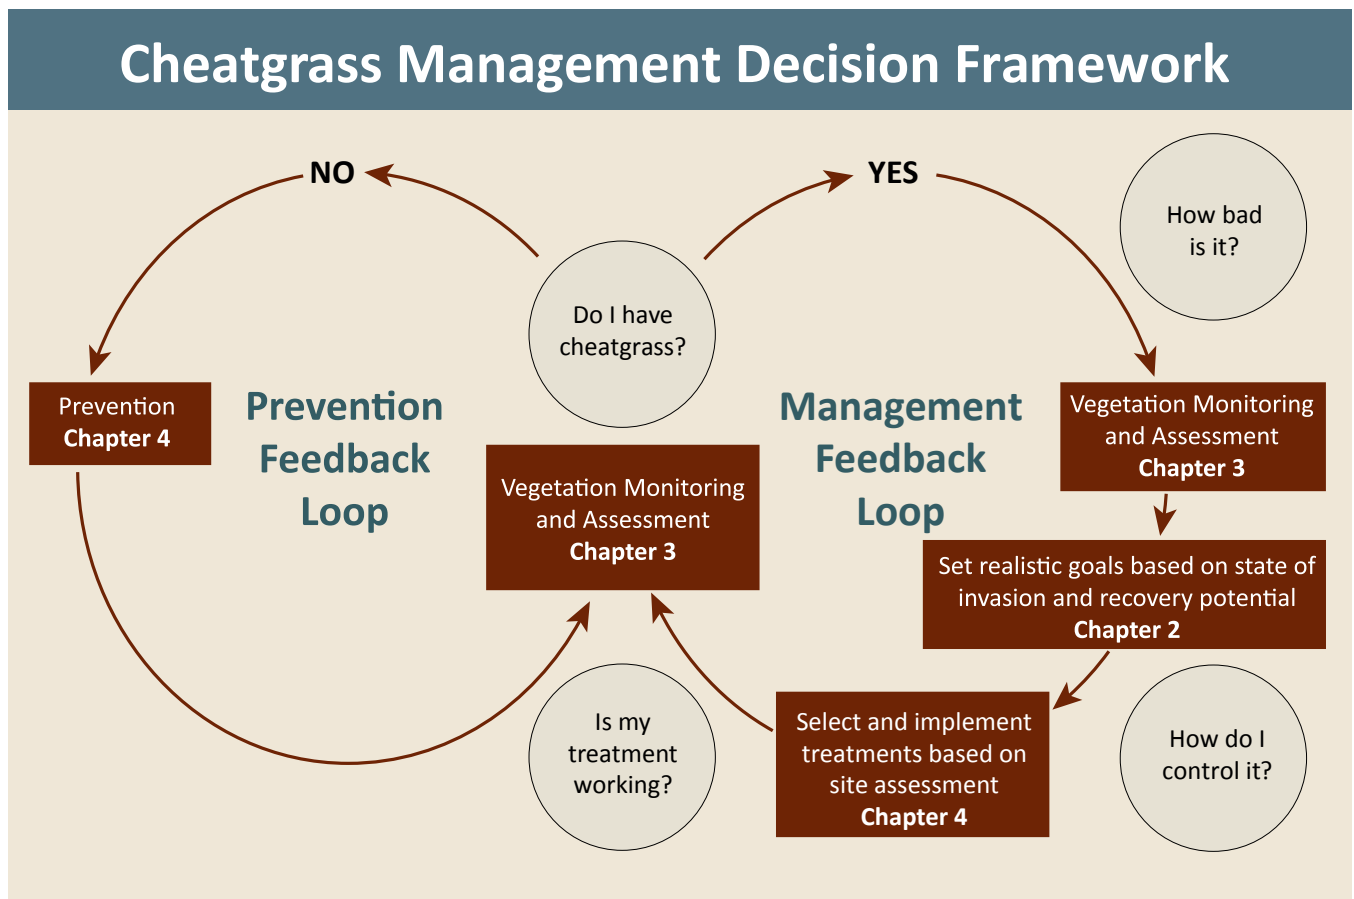 Cheatgrass Management Decision Framework
NO
YES
How bad
is it?
Do I have
cheatgrass?
Prevention
Chapter 4
Prevention
Feedback
Loop
Management
Feedback
Loop
Vegetation Monitoring
and Assessment
Chapter 3
Vegetation Monitoring
and Assessment
Chapter 3
Set realistic goals based on state of
invasion and recovery potential
Chapter 2
Is my
treatment
working?
Select and implement
treatments based on
site assessment
Chapter 4
How do I
control it?